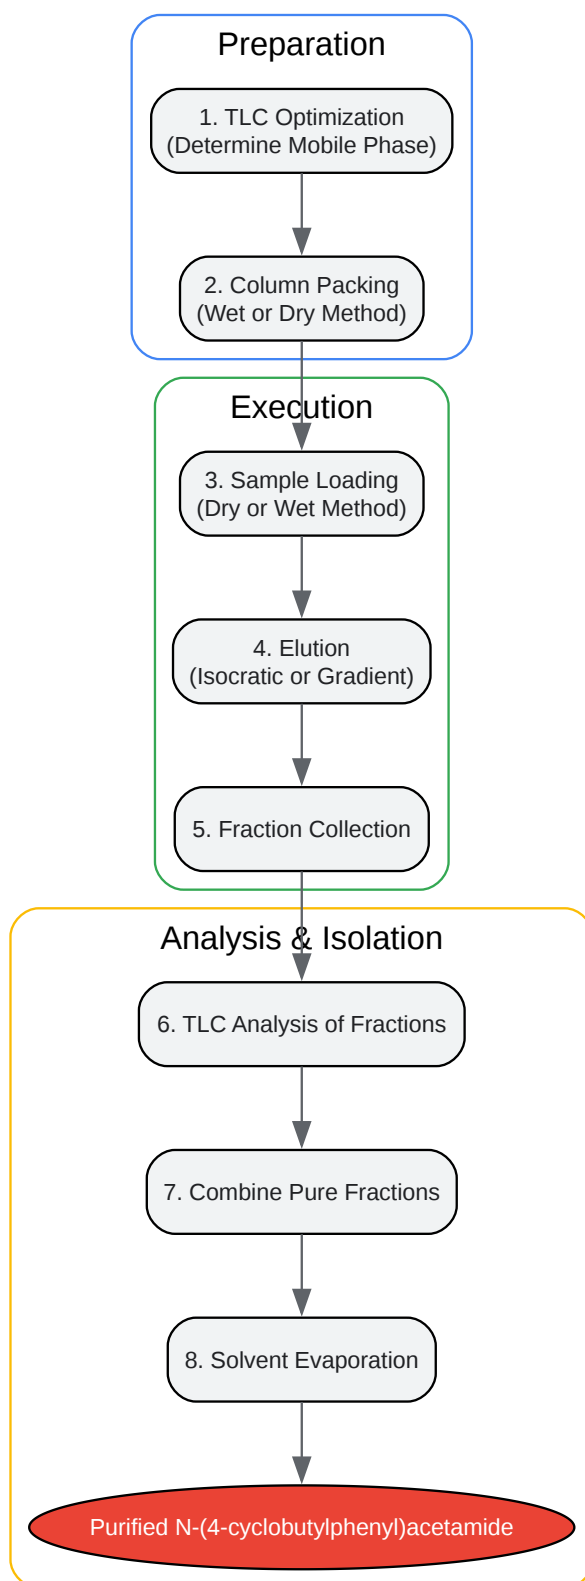 Preparation
1. TLC Optimization
(Determine Mobile Phase)
2. Column Packing
(Wet or Dry Method)
Execution
3. Sample Loading
(Dry or Wet Method)
4. Elution
(Isocratic or Gradient)
5. Fraction Collection
Analysis & Isolation
6. TLC Analysis of Fractions
7. Combine Pure Fractions
8. Solvent Evaporation
Purified N-(4-cyclobutylphenyl)acetamide